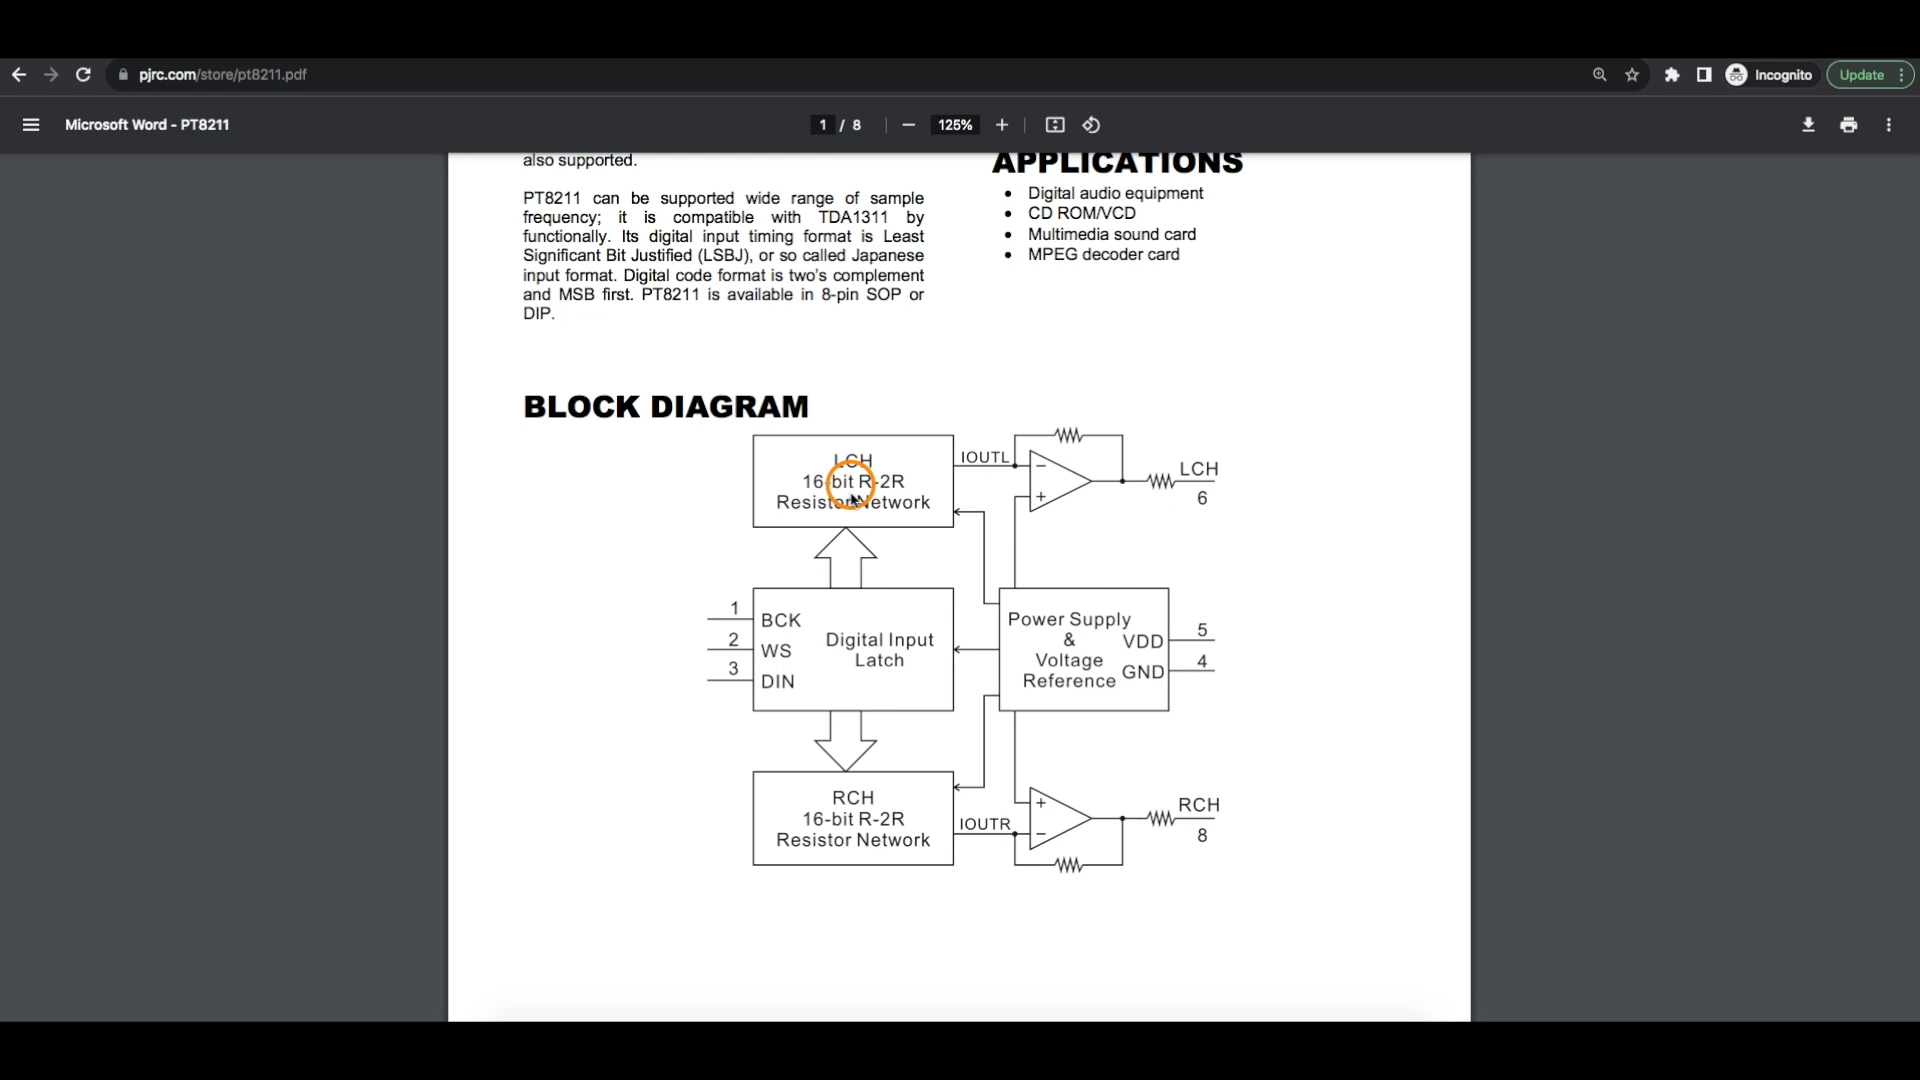 pjrc.com/store/pt8211.pdf
Incognito
Update
Microsoft Word - PT8211
1 / 8
125%
also supported.
PT8211 can be supported wide range of sample
frequency; it is compatible with TDA1311 by
functionally. Its digital input timing format is Least
Significant Bit Justified (LSBJ), or so called Japanese
input format. Digital code format is two's complement
and MSB first. PT8211 is available in 8-pin SOP or
DIP.
APPLICATIONS
• Digital audio equipment
• CD ROM/VCD
• Multimedia sound card
• MPEG decoder card
BLOCK DIAGRAM
LCH
16-bit R-2R
Resistor Network
IOUTL
-
+
LCH
6
1
BCK
2
WS
3
DIN
Digital Input
Latch
Power Supply
&
Voltage
Reference
VDD
GND
5
4
RCH
16-bit R-2R
Resistor Network
IOUTR
+
-
RCH
8